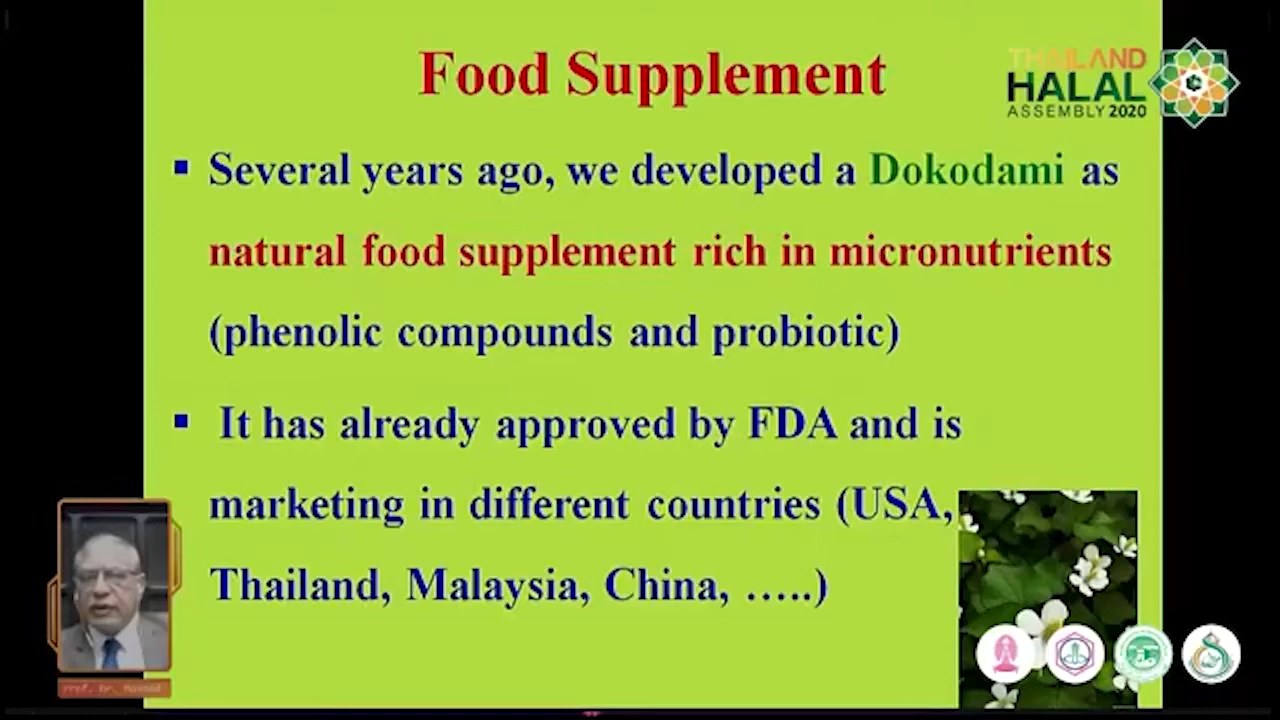 Food Supplement
THAILAND
HALAL
ASSEMBLY 2020
▪ Several years ago, we developed a Dokodami as
natural food supplement rich in micronutrients
(phenolic compounds and probiotic)
▪ It has already approved by FDA and is
marketing in different countries (USA,
Thailand, Malaysia, China, …..)
Prof. Dr.